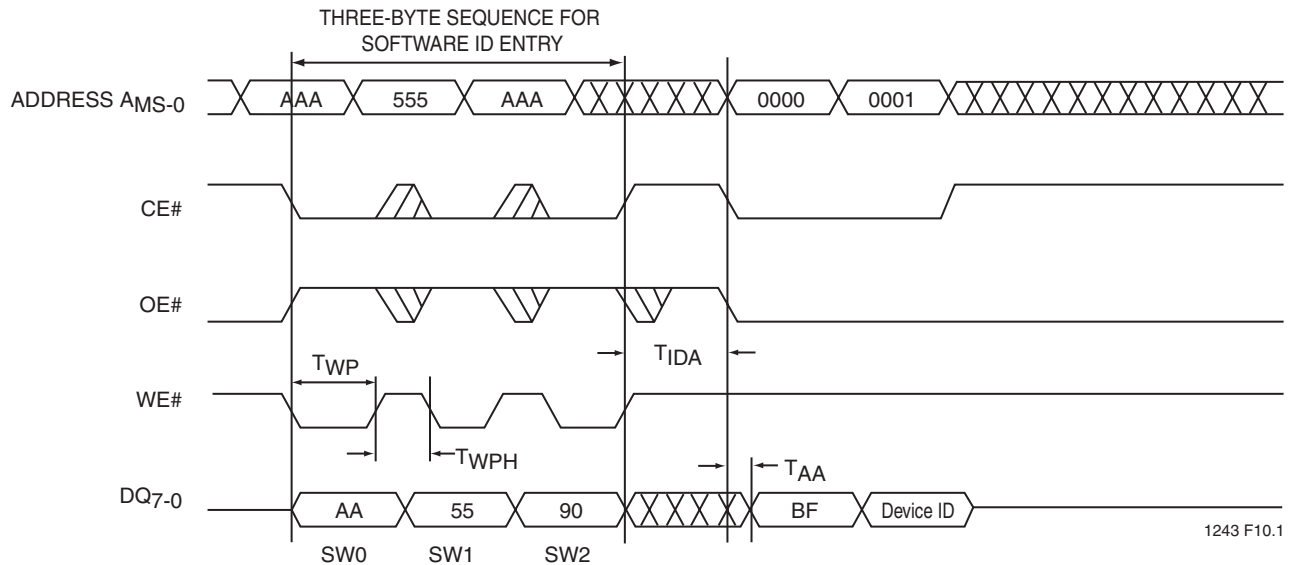 THREE-BYTE SEQUENCE FOR
SOFTWARE ID ENTRY
ADDRESS AMS-0
AAA 555 AAA 0000 0001
CE#
OE#
TIDA
TWP
WE#
TWPH
TAA
DQ7-0
AA 55 90 BF Device ID
1243 F10.1
SW0 SW1 SW2